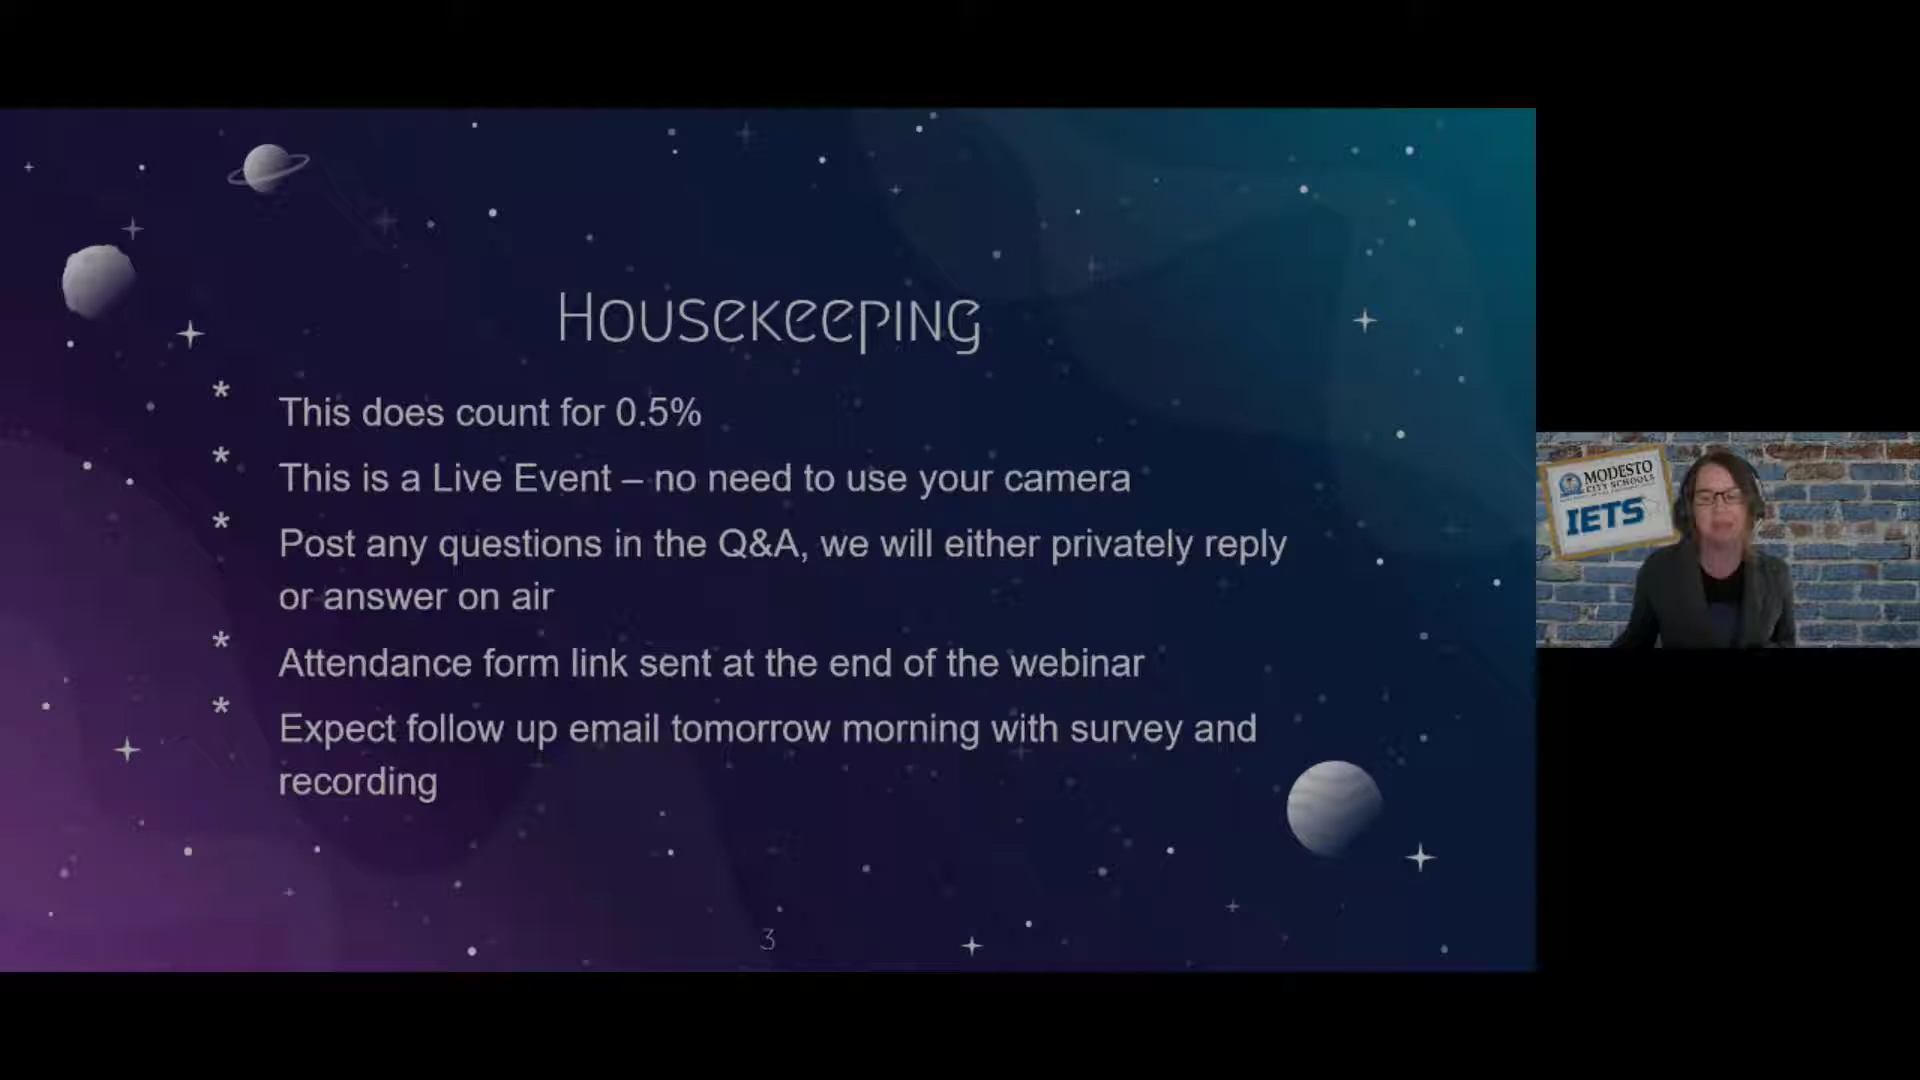 Housekeeping
* This does count for 0.5%
* This is a Live Event – no need to use your camera
* Post any questions in the Q&A, we will either privately reply
or answer on air
* Attendance form link sent at the end of the webinar
* Expect follow up email tomorrow morning with survey and
recording
3
MODESTO
CITY SCHOOLS
IETS